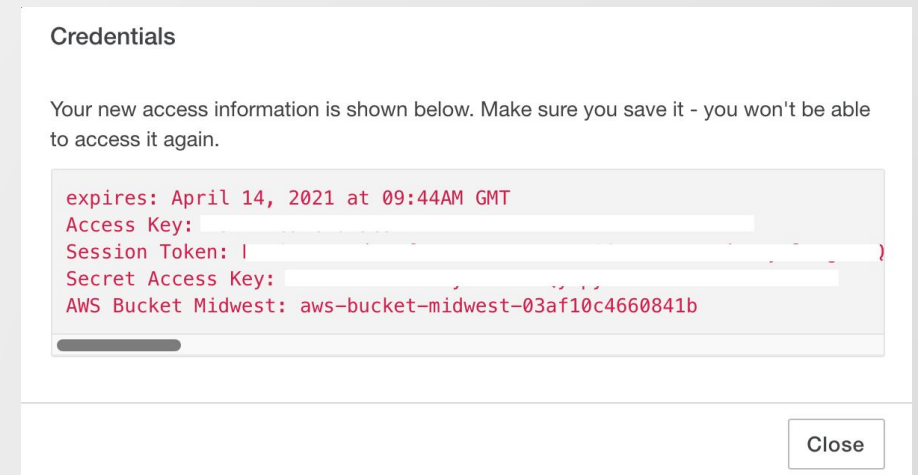 Credentials
Your new access information is shown below. Make sure you save it - you won't be able
to access it again.
expires: April 14, 2021 at 09:44AM GMT
Access Key:
Session Token:
Secret Access Key:
AWS Bucket Midwest: aws-bucket-midwest-03af10c4660841b
Close